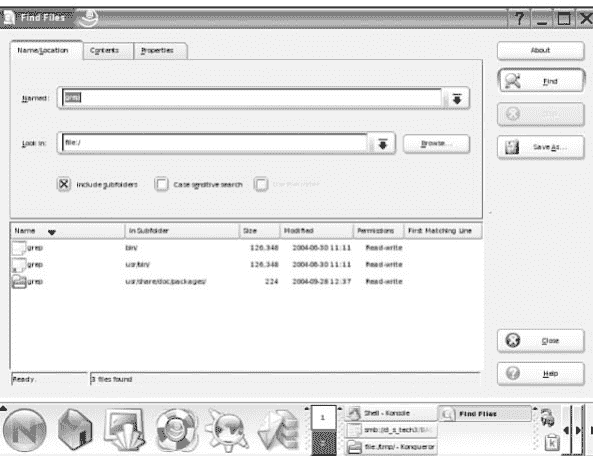 Find Files
Name/Location Contents Properties
About
Named: grep
Find
Look in: file:/ Browse...
Save As...
Include subfolders Case sensitive search
Name In Subfolder Size Modified Permissions First Matching Line
grep bin/ 126,348 2004-06-30 11:11 Read-write
grep usr/bin/ 126,348 2004-06-30 11:11 Read-write
grep usr/share/doc/packages/ 224 2004-09-28 12:37 Read-write
Close
Help
Ready. 3 files found
N
1
Shell - Konsole
Find Files
2
file:/tmp/ - Konqueror